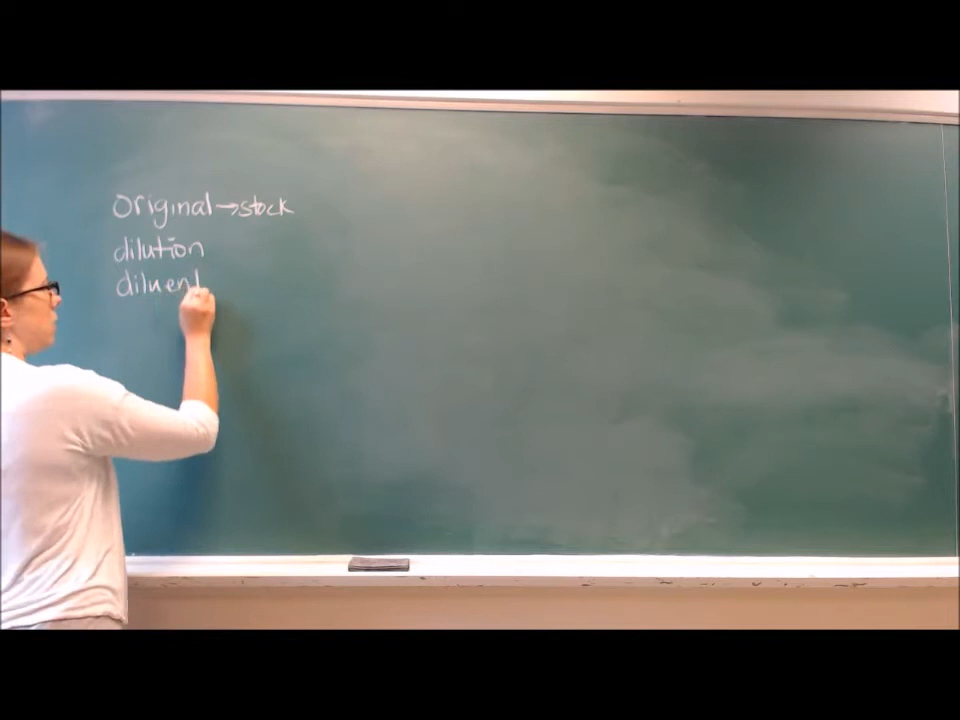 original → stock
dilution
diluent